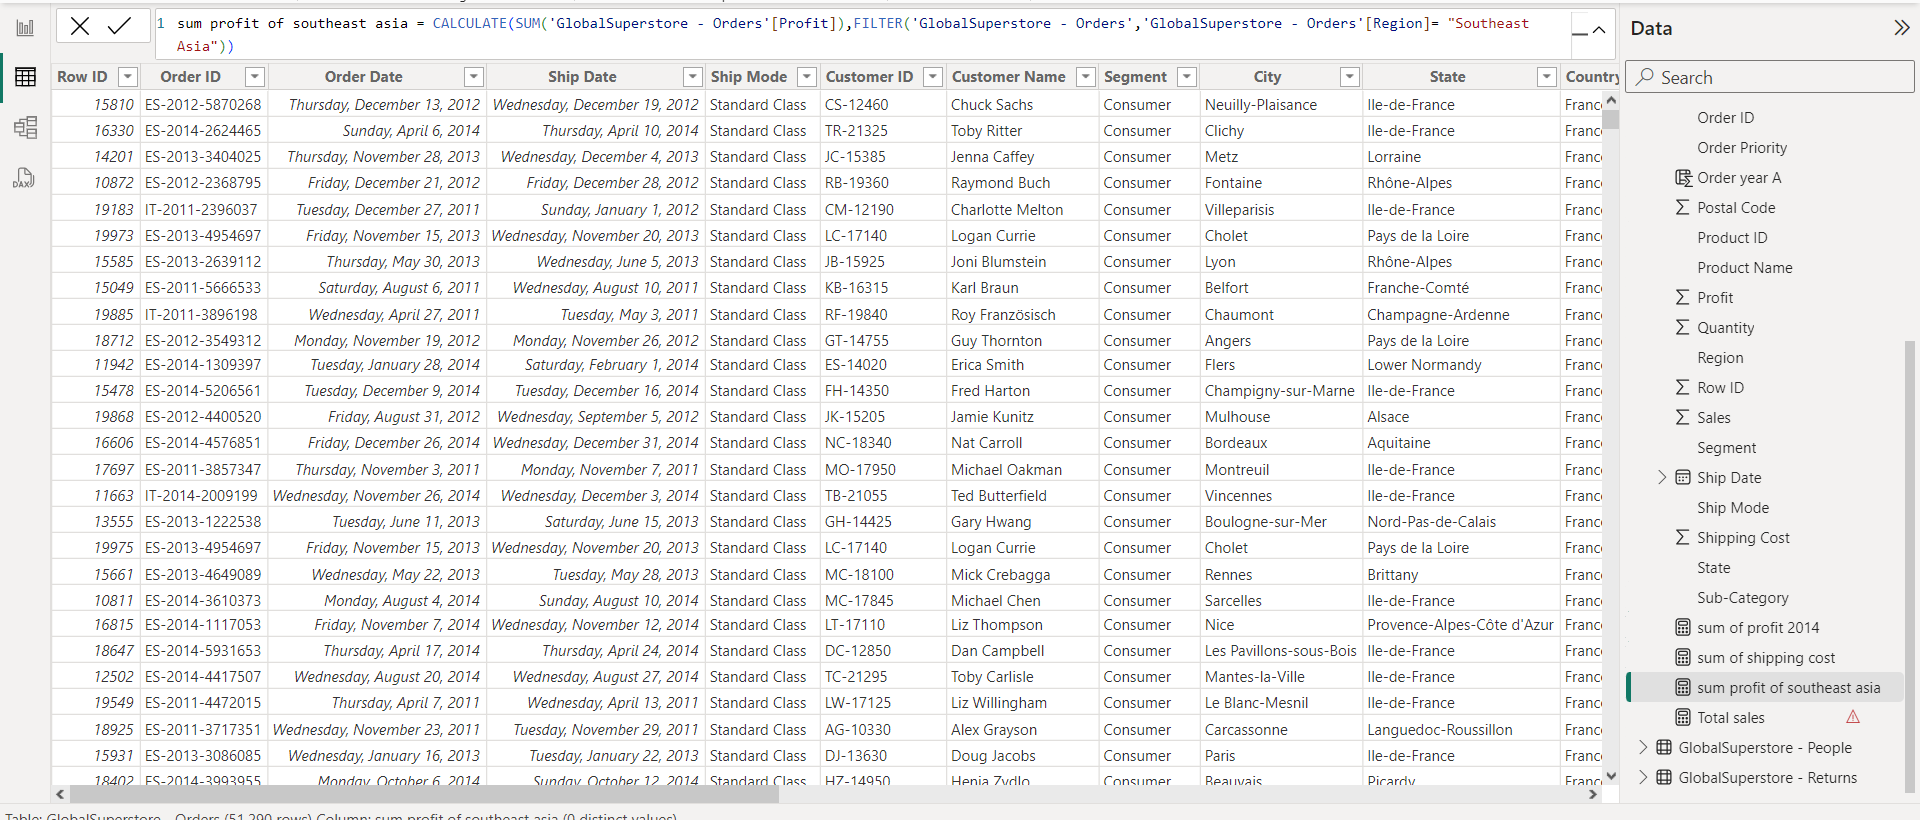 1 sum profit of southeast asia = CALCULATE(SUM('GlobalSuperstore - Orders'[Profit]),FILTER('GlobalSuperstore - Orders','GlobalSuperstore - Orders'[Region]= "Southeast
Asia"))
Data
Search
Row ID Order ID Order Date Ship Date Ship Mode Customer ID Customer Name Segment City State Country
15810 ES-2012-5870268 Thursday, December 13, 2012 Wednesday, December 19, 2012 Standard Class CS-12460 Chuck Sachs Consumer Neuilly-Plaisance Ile-de-France Franc
16330 ES-2014-2624465 Sunday, April 6, 2014 Thursday, April 10, 2014 Standard Class TR-21325 Toby Ritter Consumer Clichy Ile-de-France Franc
14201 ES-2013-3404025 Thursday, November 28, 2013 Wednesday, December 4, 2013 Standard Class JC-15385 Jenna Caffey Consumer Metz Lorraine Franc
10872 ES-2012-2368795 Friday, December 21, 2012 Friday, December 28, 2012 Standard Class RB-19360 Raymond Buch Consumer Fontaine Rhône-Alpes Franc
19183 IT-2011-2396037 Tuesday, December 27, 2011 Sunday, January 1, 2012 Standard Class CM-12190 Charlotte Melton Consumer Villeparisis Ile-de-France Franc
19973 ES-2013-4954697 Friday, November 15, 2013 Wednesday, November 20, 2013 Standard Class LC-17140 Logan Currie Consumer Cholet Pays de la Loire Franc
15585 ES-2013-2639112 Thursday, May 30, 2013 Wednesday, June 5, 2013 Standard Class JB-15925 Joni Blumstein Consumer Lyon Rhône-Alpes Franc
15049 ES-2011-5666533 Saturday, August 6, 2011 Wednesday, August 10, 2011 Standard Class KB-16315 Karl Braun Consumer Belfort Franche-Comté Franc
19885 IT-2011-3896198 Wednesday, April 27, 2011 Tuesday, May 3, 2011 Standard Class RF-19840 Roy Französisch Consumer Chaumont Champagne-Ardenne Franc
18712 ES-2012-3549312 Monday, November 19, 2012 Monday, November 26, 2012 Standard Class GT-14755 Guy Thornton Consumer Angers Pays de la Loire Franc
11942 ES-2014-1309397 Tuesday, January 28, 2014 Saturday, February 1, 2014 Standard Class ES-14020 Erica Smith Consumer Flers Lower Normandy Franc
15478 ES-2014-5206561 Tuesday, December 9, 2014 Tuesday, December 16, 2014 Standard Class FH-14350 Fred Harton Consumer Champigny-sur-Marne Ile-de-France Franc
19868 ES-2012-4400520 Friday, August 31, 2012 Wednesday, September 5, 2012 Standard Class JK-15205 Jamie Kunitz Consumer Mulhouse Alsace Franc
16606 ES-2014-4576851 Friday, December 26, 2014 Wednesday, December 31, 2014 Standard Class NC-18340 Nat Carroll Consumer Bordeaux Aquitaine Franc
17697 ES-2011-3857347 Thursday, November 3, 2011 Monday, November 7, 2011 Standard Class MO-17950 Michael Oakman Consumer Montreuil Ile-de-France Franc
11663 IT-2014-2009199 Wednesday, November 26, 2014 Wednesday, December 3, 2014 Standard Class TB-21055 Ted Butterfield Consumer Vincennes Ile-de-France Franc
13555 ES-2013-1222538 Tuesday, June 11, 2013 Saturday, June 15, 2013 Standard Class GH-14425 Gary Hwang Consumer Boulogne-sur-Mer Nord-Pas-de-Calais Franc
19975 ES-2013-4954697 Friday, November 15, 2013 Wednesday, November 20, 2013 Standard Class LC-17140 Logan Currie Consumer Cholet Pays de la Loire Franc
15661 ES-2013-4649089 Wednesday, May 22, 2013 Tuesday, May 28, 2013 Standard Class MC-18100 Mick Crebagga Consumer Rennes Brittany Franc
10811 ES-2014-3610373 Monday, August 4, 2014 Sunday, August 10, 2014 Standard Class MC-17845 Michael Chen Consumer Sarcelles Ile-de-France Franc
16815 ES-2014-1117053 Friday, November 7, 2014 Wednesday, November 12, 2014 Standard Class LT-17110 Liz Thompson Consumer Nice Provence-Alpes-Côte d'Azur Franc
18647 ES-2014-5931653 Thursday, April 17, 2014 Thursday, April 24, 2014 Standard Class DC-12850 Dan Campbell Consumer Les Pavillons-sous-Bois Ile-de-France Franc
12502 ES-2014-4417507 Wednesday, August 20, 2014 Wednesday, August 27, 2014 Standard Class TC-21295 Toby Carlisle Consumer Mantes-la-Ville Ile-de-France Franc
19549 ES-2011-4472015 Thursday, April 7, 2011 Wednesday, April 13, 2011 Standard Class LW-17125 Liz Willingham Consumer Le Blanc-Mesnil Ile-de-France Franc
18925 ES-2011-3717351 Wednesday, November 23, 2011 Tuesday, November 29, 2011 Standard Class AG-10330 Alex Grayson Consumer Carcassonne Languedoc-Roussillon Franc
15931 ES-2013-3086085 Wednesday, January 16, 2013 Tuesday, January 22, 2013 Standard Class DJ-13630 Doug Jacobs Consumer Paris Ile-de-France Franc
18402 ES-2014-3993955 Monday, October 6, 2014 Sunday, October 12, 2014 Standard Class HZ-14950 Henia Zydlo Consumer Beauvais Picardy Franc
Order ID
Order Priority
Order year A
Postal Code
Product ID
Product Name
Profit
Quantity
Region
Row ID
Sales
Segment
Ship Date
Ship Mode
Shipping Cost
State
Sub-Category
sum of profit 2014
sum of shipping cost
sum profit of southeast asia
Total sales
GlobalSuperstore - People
GlobalSuperstore - Returns
DAX
Table: GlobalSuperstore - Orders (51,290 rows) Column: sum profit of southeast asia (0 distinct values)